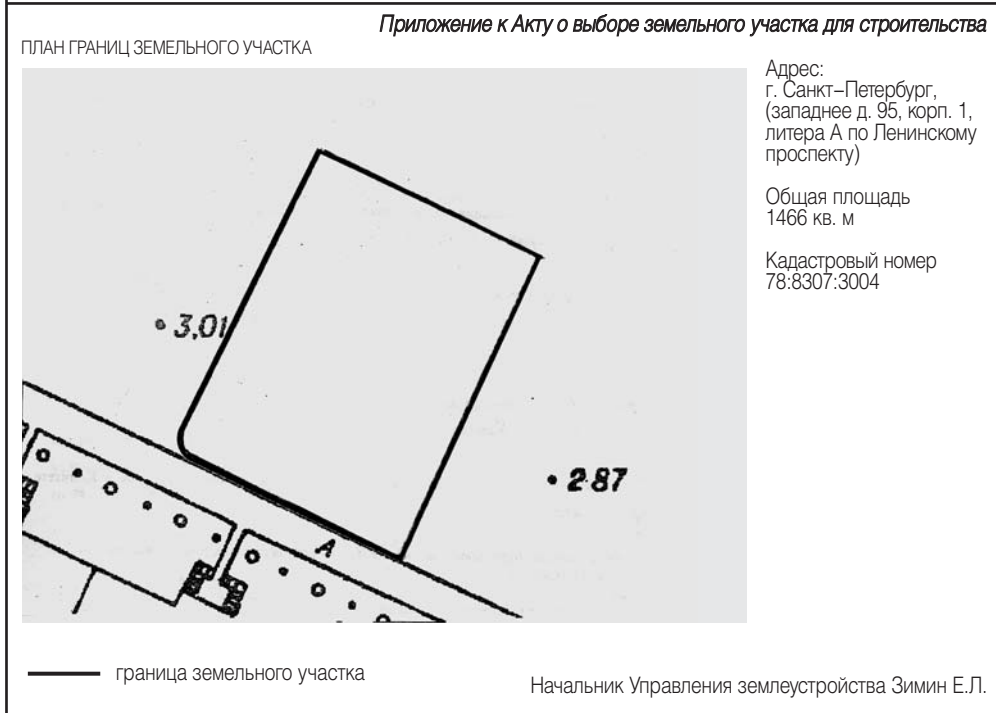 Приложение к Акту о выборе земельного участка для строительства
ПЛАН ГРАНИЦ ЗЕМЕЛЬНОГО УЧАСТКА
Адрес:
г. Санкт–Петербург,
(западнее д. 95, корп. 1,
литера А по Ленинскому
проспекту)
Общая площадь
1466 кв. м
Кадастровый номер
78:8307:3004
3,01
2.87
А
граница земельного участка
Начальник Управления землеустройства Зимин Е.Л.